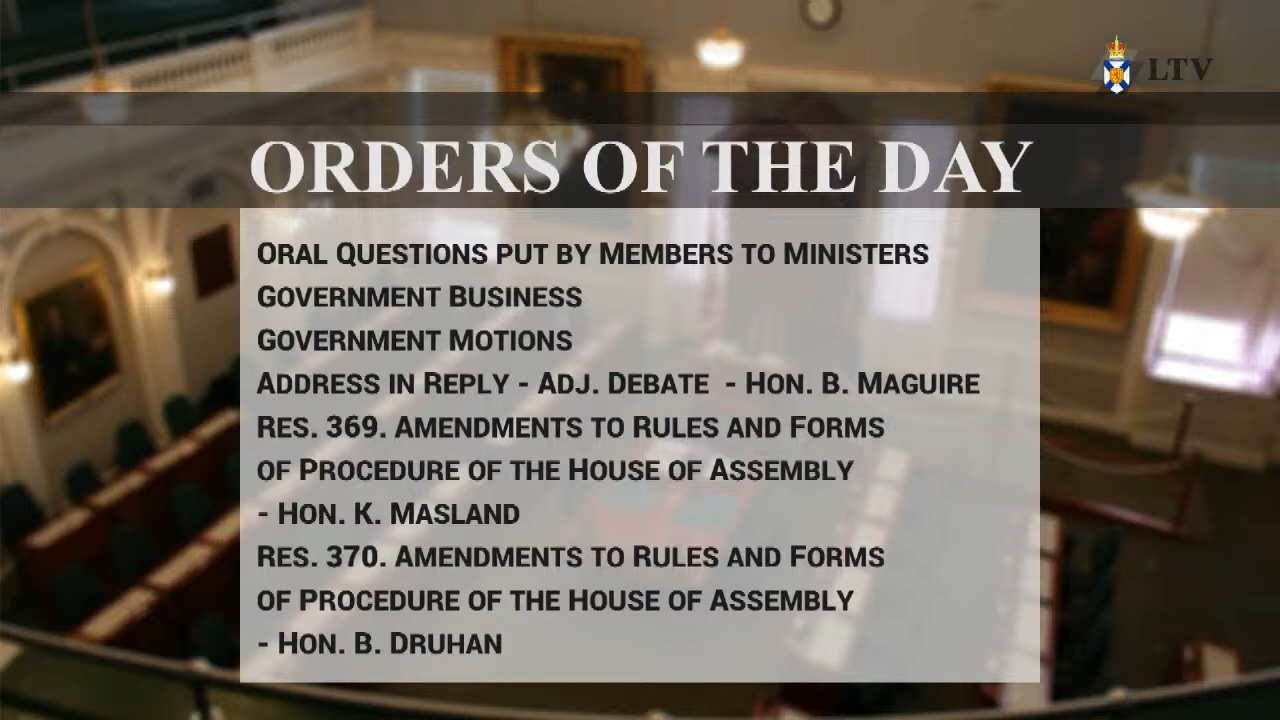 LTV
ORDERS OF THE DAY
ORAL QUESTIONS PUT BY MEMBERS TO MINISTERS
GOVERNMENT BUSINESS
GOVERNMENT MOTIONS
ADDRESS IN REPLY - ADJ. DEBATE - HON. B. MAGUIRE
RES. 369. AMENDMENTS TO RULES AND FORMS
OF PROCEDURE OF THE HOUSE OF ASSEMBLY
- HON. K. MASLAND
RES. 370. AMENDMENTS TO RULES AND FORMS
OF PROCEDURE OF THE HOUSE OF ASSEMBLY
- HON. B. DRUHAN